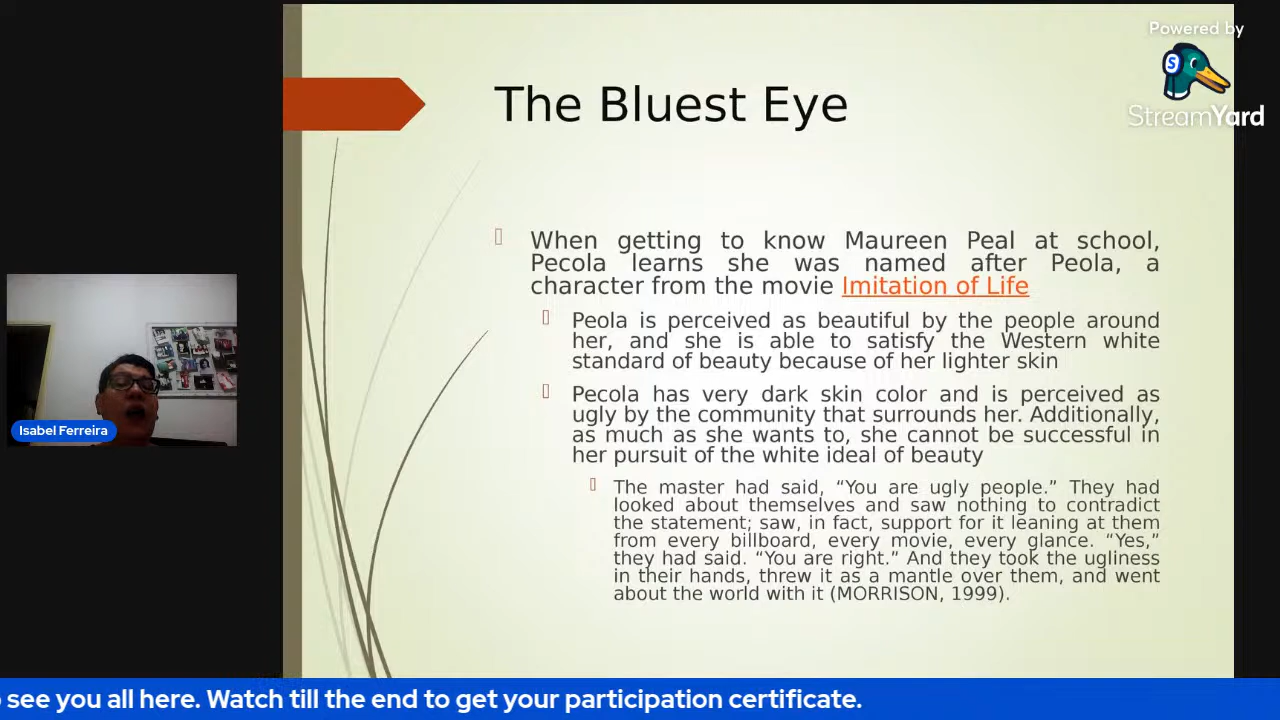 Powered by
S
StreamYard
The Bluest Eye
When getting to know Maureen Peal at school,
Pecola learns she was named after Peola, a
character from the movie Imitation of Life
Peola is perceived as beautiful by the people around
her, and she is able to satisfy the Western white
standard of beauty because of her lighter skin
Pecola has very dark skin color and is perceived as
ugly by the community that surrounds her. Additionally,
as much as she wants to, she cannot be successful in
her pursuit of the white ideal of beauty
The master had said, “You are ugly people.” They had
looked about themselves and saw nothing to contradict
the statement; saw, in fact, support for it leaning at them
from every billboard, every movie, every glance. “Yes,”
they had said. “You are right.” And they took the ugliness
in their hands, threw it as a mantle over them, and went
about the world with it (MORRISON, 1999).
Isabel Ferreira
see you all here. Watch till the end to get your participation certificate.